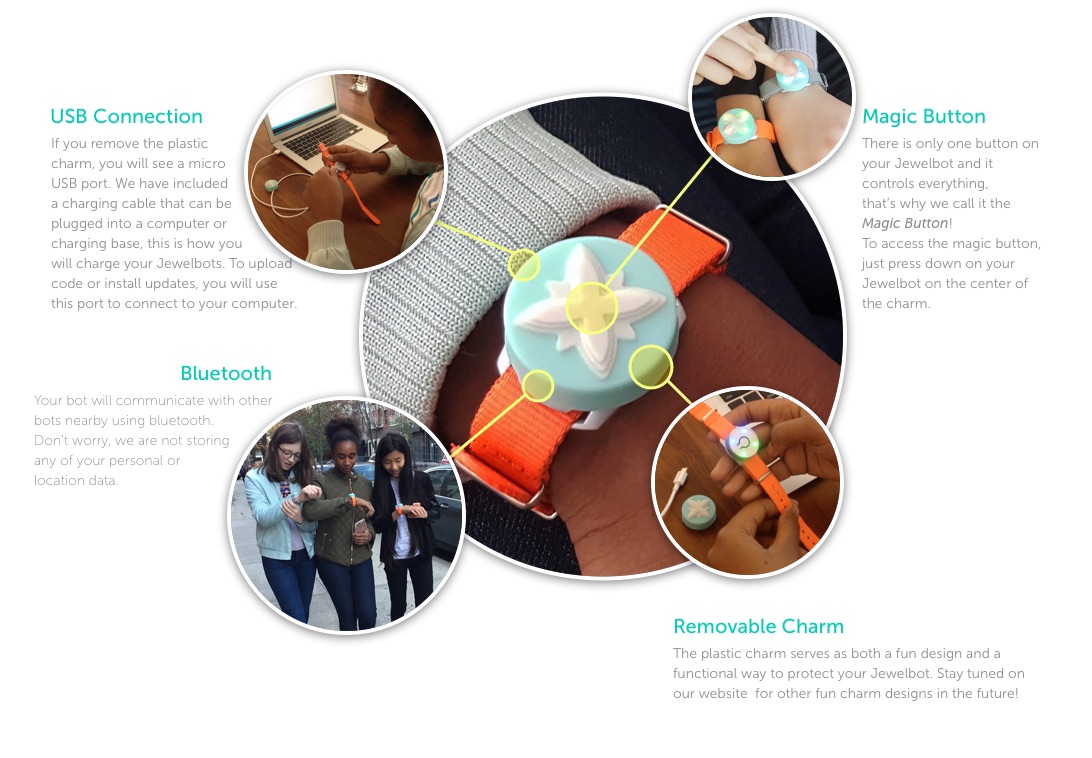 USB Connection
If you remove the plastic
charm, you will see a micro
USB port. We have included
a charging cable that can be
plugged into a computer or
charging base, this is how you
will charge your Jewelbots. To upload
code or install updates, you will use
this port to connect to your computer.
Magic Button
There is only one button on
your Jewelbot and it
controls everything,
that's why we call it the
Magic Button!
To access the magic button,
just press down on your
Jewelbot on the center of
the charm.
Bluetooth
Your bot will communicate with other
bots nearby using bluetooth.
Don't worry, we are not storing
any of your personal or
location data.
Removable Charm
The plastic charm serves as both a fun design and a
functional way to protect your Jewelbot. Stay tuned on
our website  for other fun charm designs in the future!